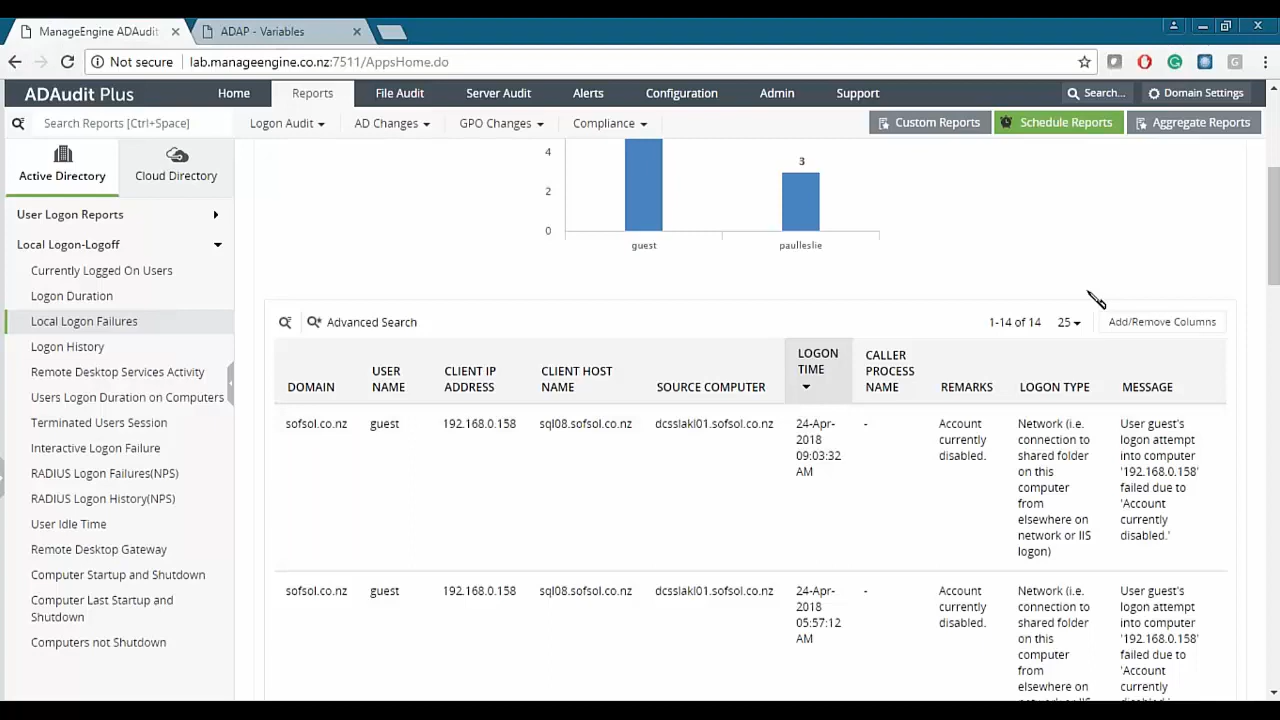 ManageEngine ADAudit
ADAP - Variables
Not secure
lab.manageengine.co.nz:7511/AppsHome.do
ADAudit Plus
Home
Reports
File Audit
Server Audit
Alerts
Configuration
Admin
Support
Search...
Domain Settings
Search Reports [Ctrl+Space]
Logon Audit
AD Changes
GPO Changes
Compliance
Custom Reports
Schedule Reports
Aggregate Reports
Active Directory
Cloud Directory
User Logon Reports
Local Logon-Logoff
Currently Logged On Users
Logon Duration
Local Logon Failures
Logon History
Remote Desktop Services Activity
Users Logon Duration on Computers
Terminated Users Session
Interactive Logon Failure
RADIUS Logon Failures(NPS)
RADIUS Logon History(NPS)
User Idle Time
Remote Desktop Gateway
Computer Startup and Shutdown
Computer Last Startup and
Shutdown
Computers not Shutdown
4
2
0
3
guest
paulleslie
Advanced Search
1-14 of 14
25
Add/Remove Columns
DOMAIN
USER
NAME
CLIENT IP
ADDRESS
CLIENT HOST
NAME
SOURCE COMPUTER
LOGON
TIME
CALLER
PROCESS
NAME
REMARKS
LOGON TYPE
MESSAGE
sofsol.co.nz
guest
192.168.0.158
sql08.sofsol.co.nz
dcsslakl01.sofsol.co.nz
24-Apr-
2018
09:03:32
AM
-
Account
currently
disabled.
Network (i.e.
connection to
shared folder
on this
computer
from
elsewhere on
network or IIS
logon)
User guest's
logon attempt
into computer
'192.168.0.158'
failed due to
'Account
currently
disabled.'
sofsol.co.nz
guest
192.168.0.158
sql08.sofsol.co.nz
dcsslakl01.sofsol.co.nz
24-Apr-
2018
05:57:12
AM
-
Account
currently
disabled.
Network (i.e.
connection to
shared folder
on this
computer
from
elsewhere on
User guest's
logon attempt
into computer
'192.168.0.158'
failed due to
'Account
currently